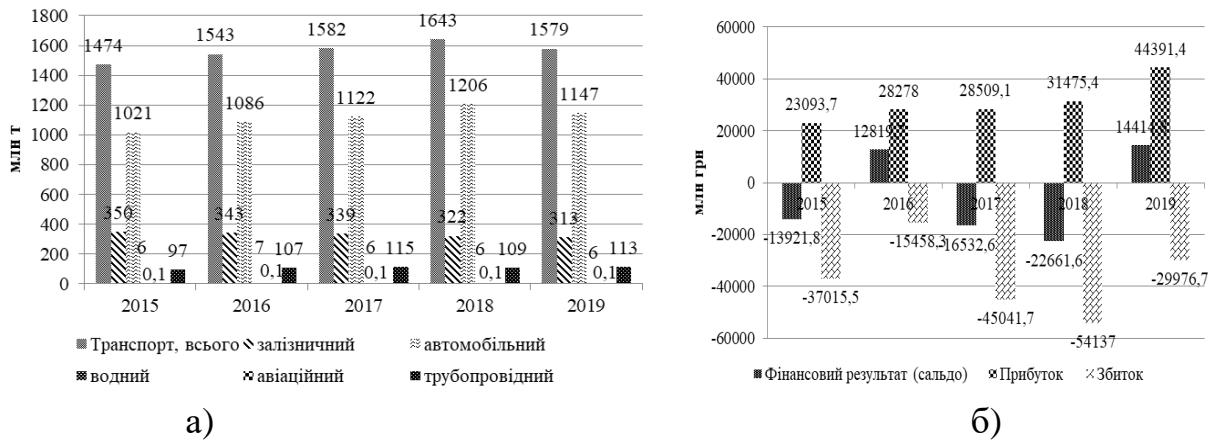 1800
1600
1400
1200
1000
800
600
400
200
0
млн т
1474 1543 1582 1643 1579
1021 1086 1122 1206 1147
350 343 339 322 313
6 7 6 6 6
0,1 0,1 0,1 0,1 0,1
97 107 115 109 113
2015 2016 2017 2018 2019
Транспорт, всього залізничний автомобільний
водний авіаційний трубопровідний
а)
60000
40000
20000
0
-20000
-40000
-60000
млн грн
23093,7 28278 28509,1 31475,4 44391,4
2015 2016 2017 2018 2019
-13921,8 -15458,3 -16532,6 -22661,6 -29976,7
-37015,5 -45041,7 -54137
Фінансовий результат (сальдо) Прибуток Збиток
б)